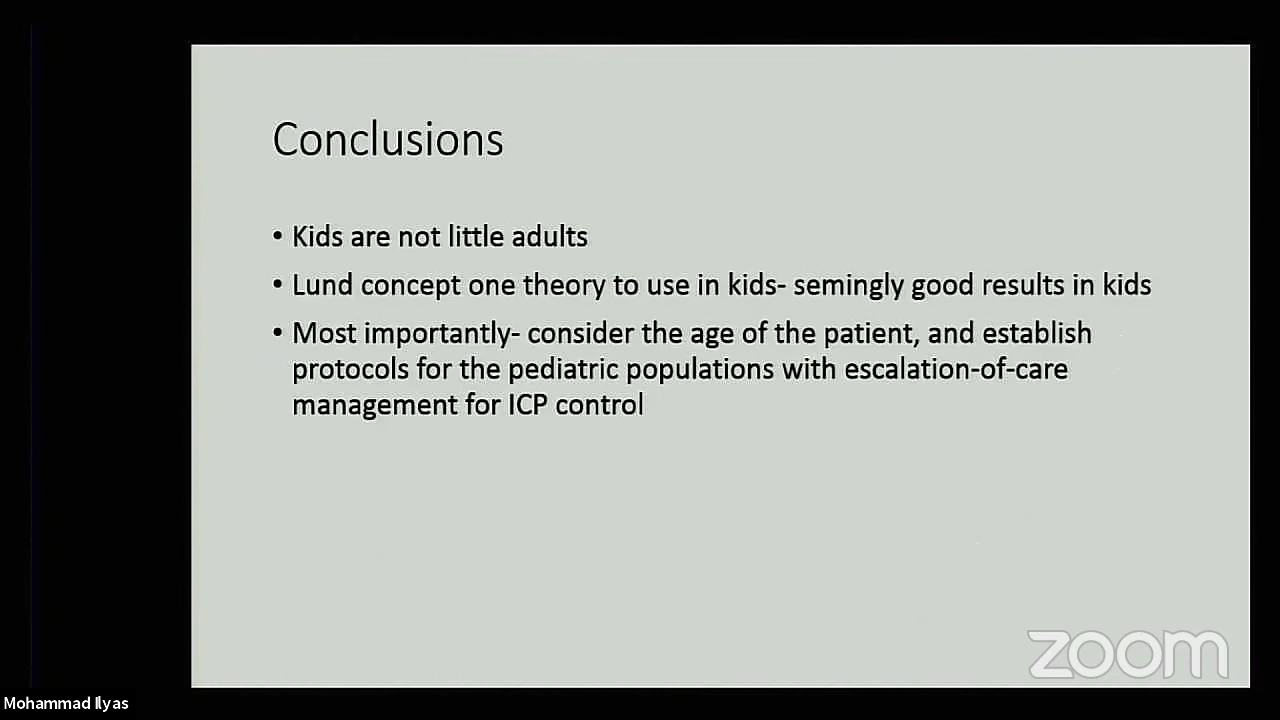 Conclusions
• Kids are not little adults
• Lund concept one theory to use in kids- semingly good results in kids
• Most importantly- consider the age of the patient, and establish
protocols for the pediatric populations with escalation-of-care
management for ICP control
zoom
Mohammad Ilyas